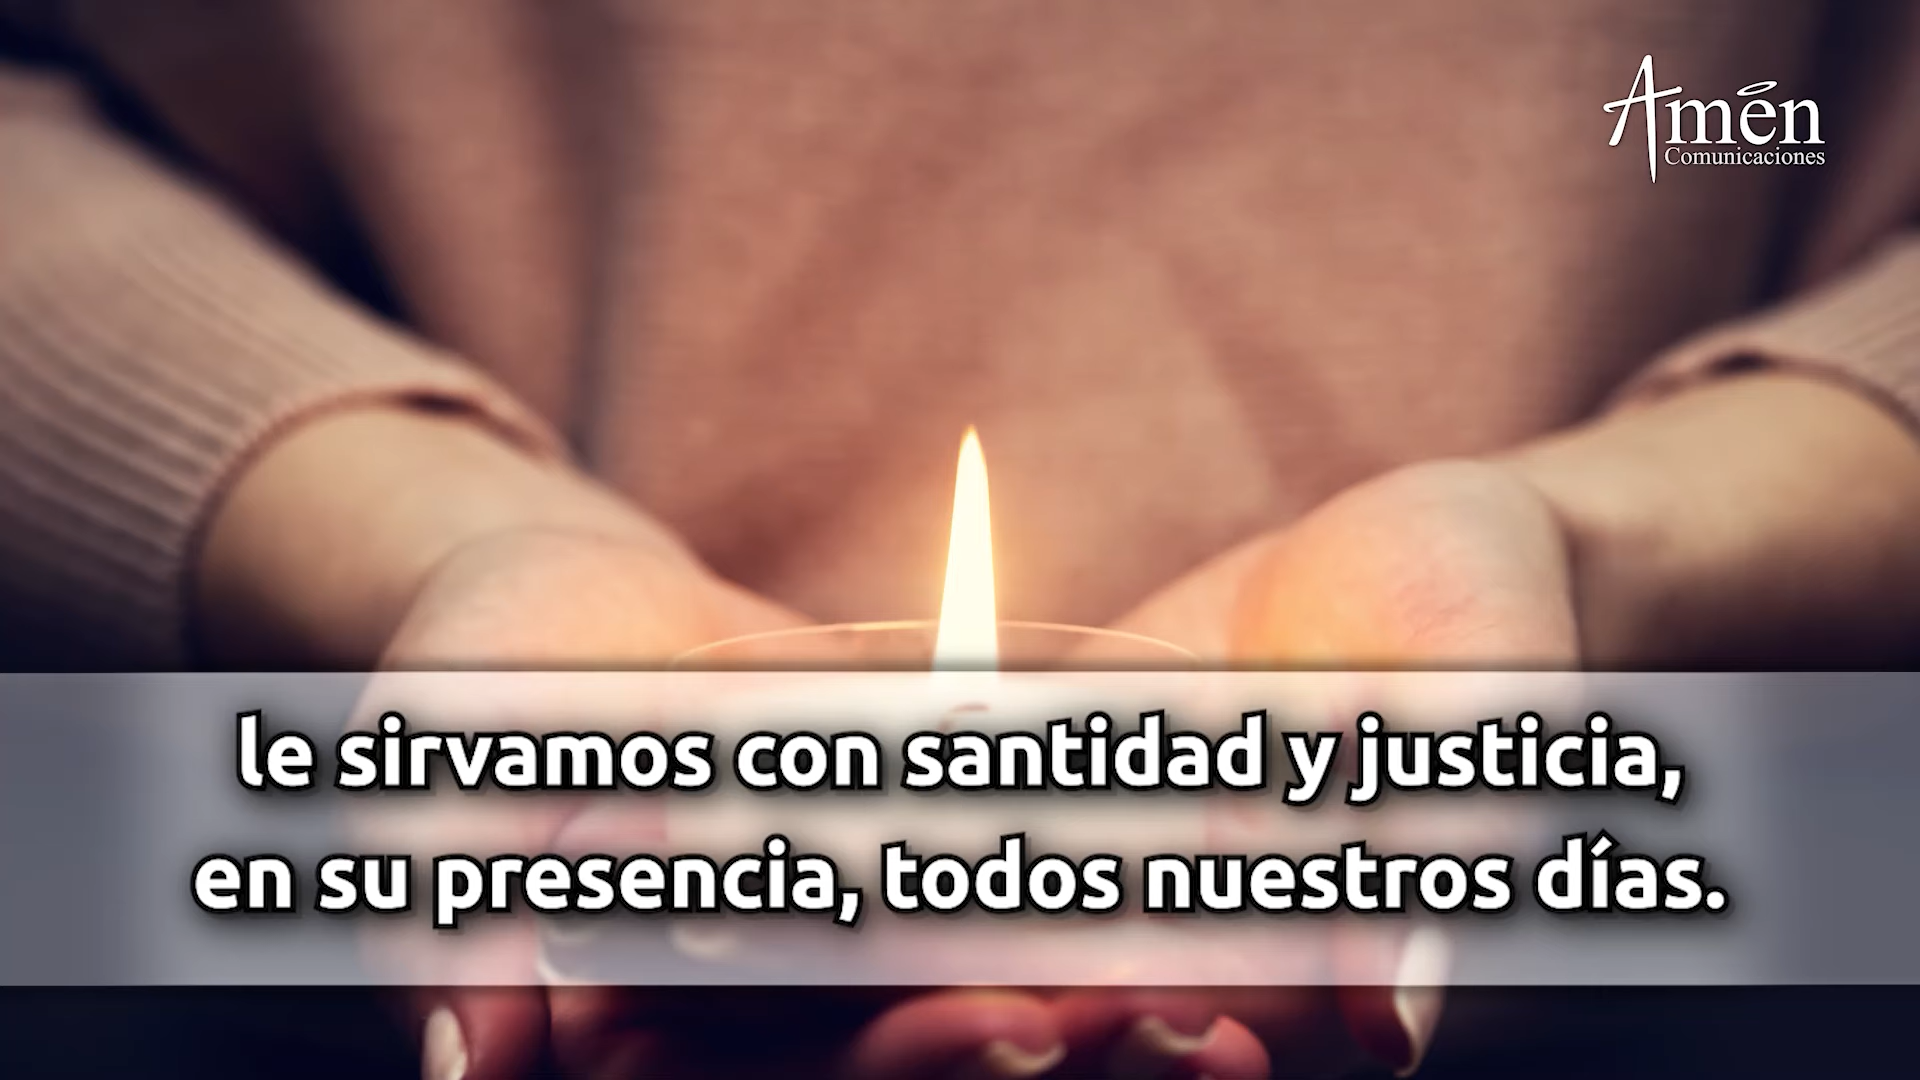 Amén
Comunicaciones
le sirvamos con santidad y justicia,
en su presencia, todos nuestros días.